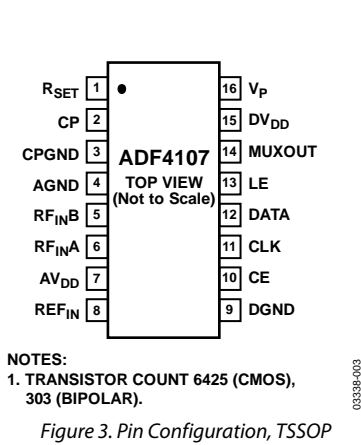 RSET 1
CP 2
CPGND 3
AGND 4
RFINB 5
RFINA 6
AVDD 7
REFIN 8
ADF4107
TOP VIEW
(Not to Scale)
16 VP
15 DVDD
14 MUXOUT
13 LE
12 DATA
11 CLK
10 CE
9 DGND
NOTES:
1. TRANSISTOR COUNT 6425 (CMOS),
303 (BIPOLAR).
03338-003
Figure 3. Pin Configuration, TSSOP